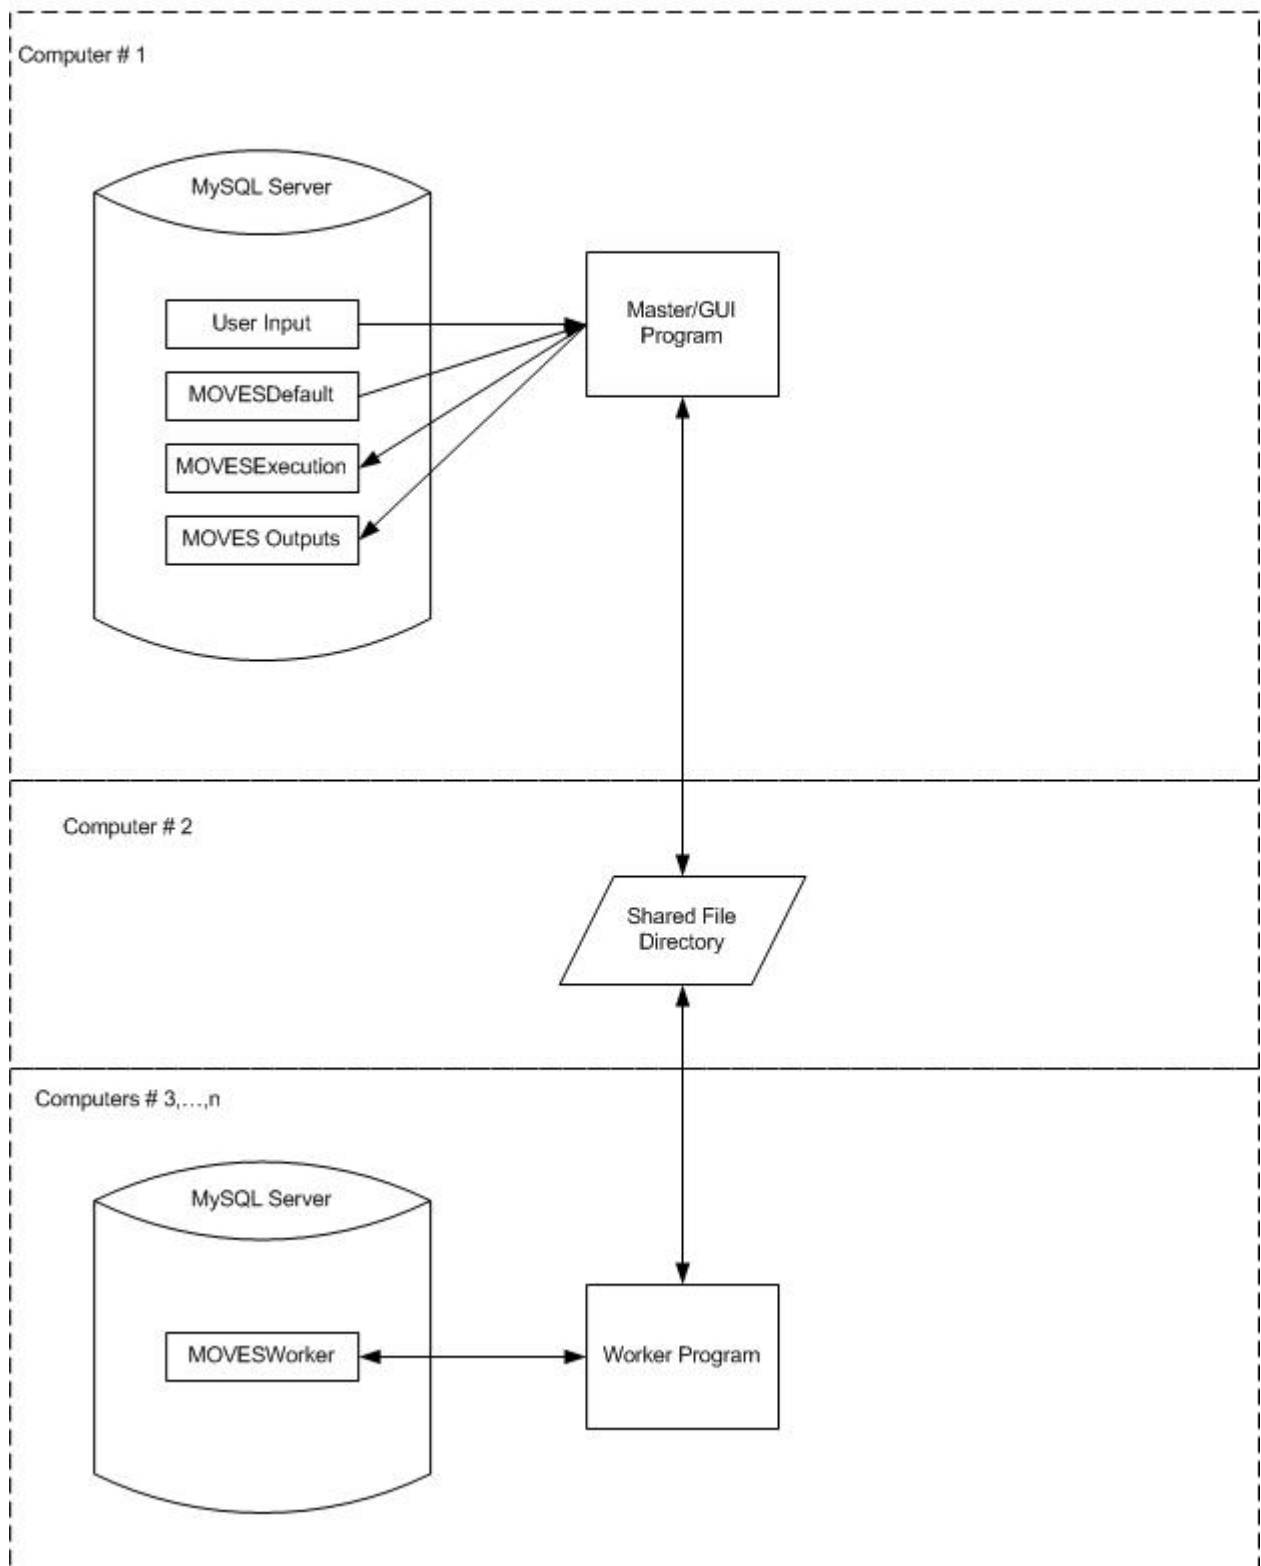 Computer # 1
MySQL Server
User Input
MOVESDefault
MOVESExecution
MOVES Outputs
Master/GUI
Program
Computer # 2
Shared File
Directory
Computers # 3,...,n
MySQL Server
MOVESWorker
Worker Program